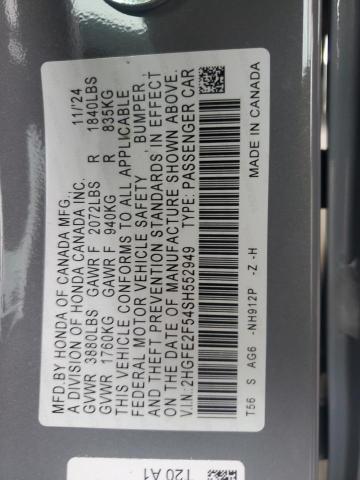 MFD.BY HONDA OF CANADA MFG.,
A DIVISION OF HONDA CANADA INC. 11/'24
GVWR 3880LBS GAWR F 2072LBS R 1840LBS
GVWR 1760KG GAWR F 940KG R 835KG
THIS VEHICLE CONFORMS TO ALL APPLICABLE
FEDERAL MOTOR VEHICLE SAFETY, BUMPER,
AND THEFT PREVENTION STANDARDS IN EFFECT
ON THE DATE OF MANUFACTURE SHOWN ABOVE.
V.I.N:2HGFE2F54SH552949 TYPE: PASSENGER CAR
T56 S AG6 -NH912P -Z -H MADE IN CANADA
T20 A1